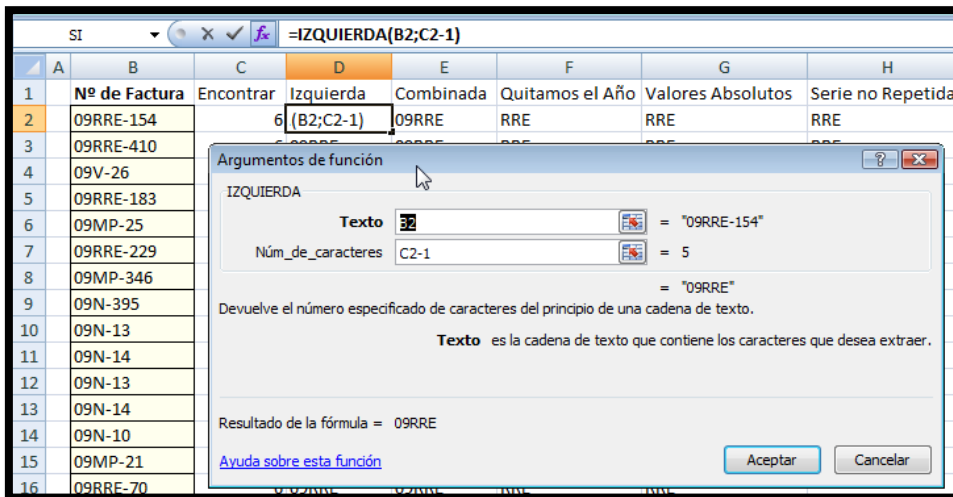 SI fx =IZQUIERDA(B2;C2-1)
A B C D E F G H
1 Nº de Factura Encontrar Izquierda Combinada Quitamos el Año Valores Absolutos Serie no Repetida
2 09RRE-154 6 (B2;C2-1) 09RRE RRE RRE RRE
3 09RRE-410
Argumentos de función
4 09V-26
IZQUIERDA
5 09RRE-183
6 09MP-25 Texto B2 = "09RRE-154"
7 09RRE-229 Núm_de_caracteres C2-1 = 5
8 09MP-346 = "09RRE"
9 09N-395 Devuelve el número especificado de caracteres del principio de una cadena de texto.
10 09N-13 Texto es la cadena de texto que contiene los caracteres que desea extraer.
11 09N-14
12 09N-13
13 09N-14
Resultado de la fórmula = 09RRE
14 09N-10
15 09MP-21 Ayuda sobre esta función Aceptar Cancelar
16 09RRE-70